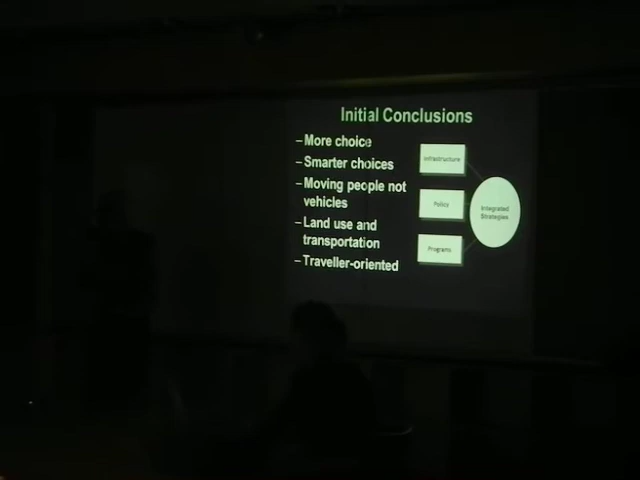 Initial Conclusions
–More choice
–Smarter choices
–Moving people not
vehicles
–Land use and
transportation
–Traveller-oriented
Infrastructure
Policy
Programs
Integrated
Strategies